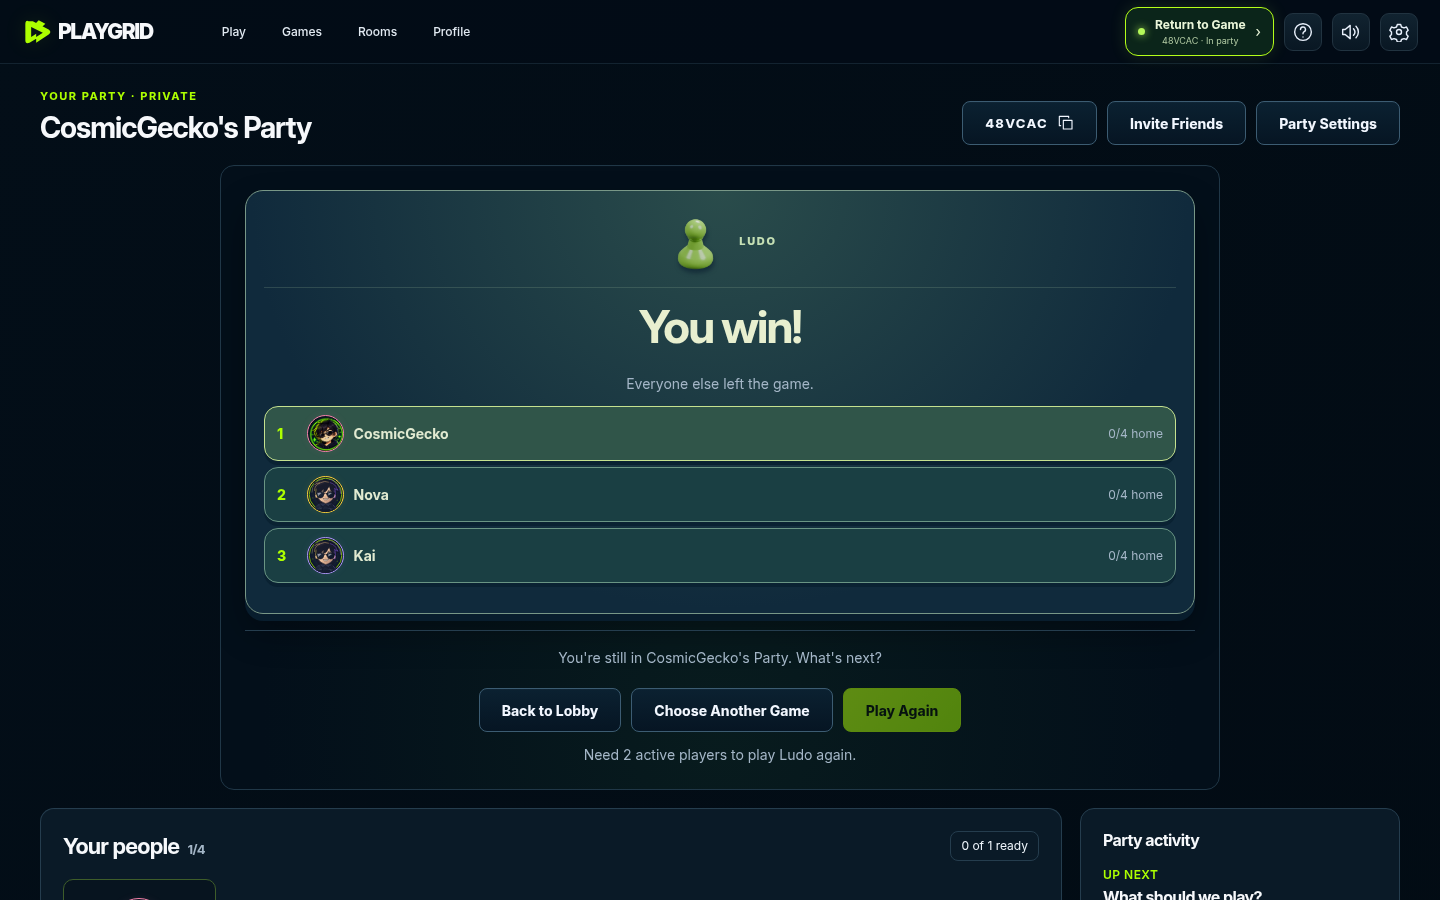 PLAYGRID
Play
Games
Rooms
Profile
Return to Game
48VCAC · In party
YOUR PARTY · PRIVATE
CosmicGecko's Party
48VCAC
Invite Friends
Party Settings
LUDO
You win!
Everyone else left the game.
1 CosmicGecko 0/4 home
2 Nova 0/4 home
3 Kai 0/4 home
You're still in CosmicGecko's Party. What's next?
Back to Lobby
Choose Another Game
Play Again
Need 2 active players to play Ludo again.
Your people 1/4
0 of 1 ready
Party activity
UP NEXT
What should we play?